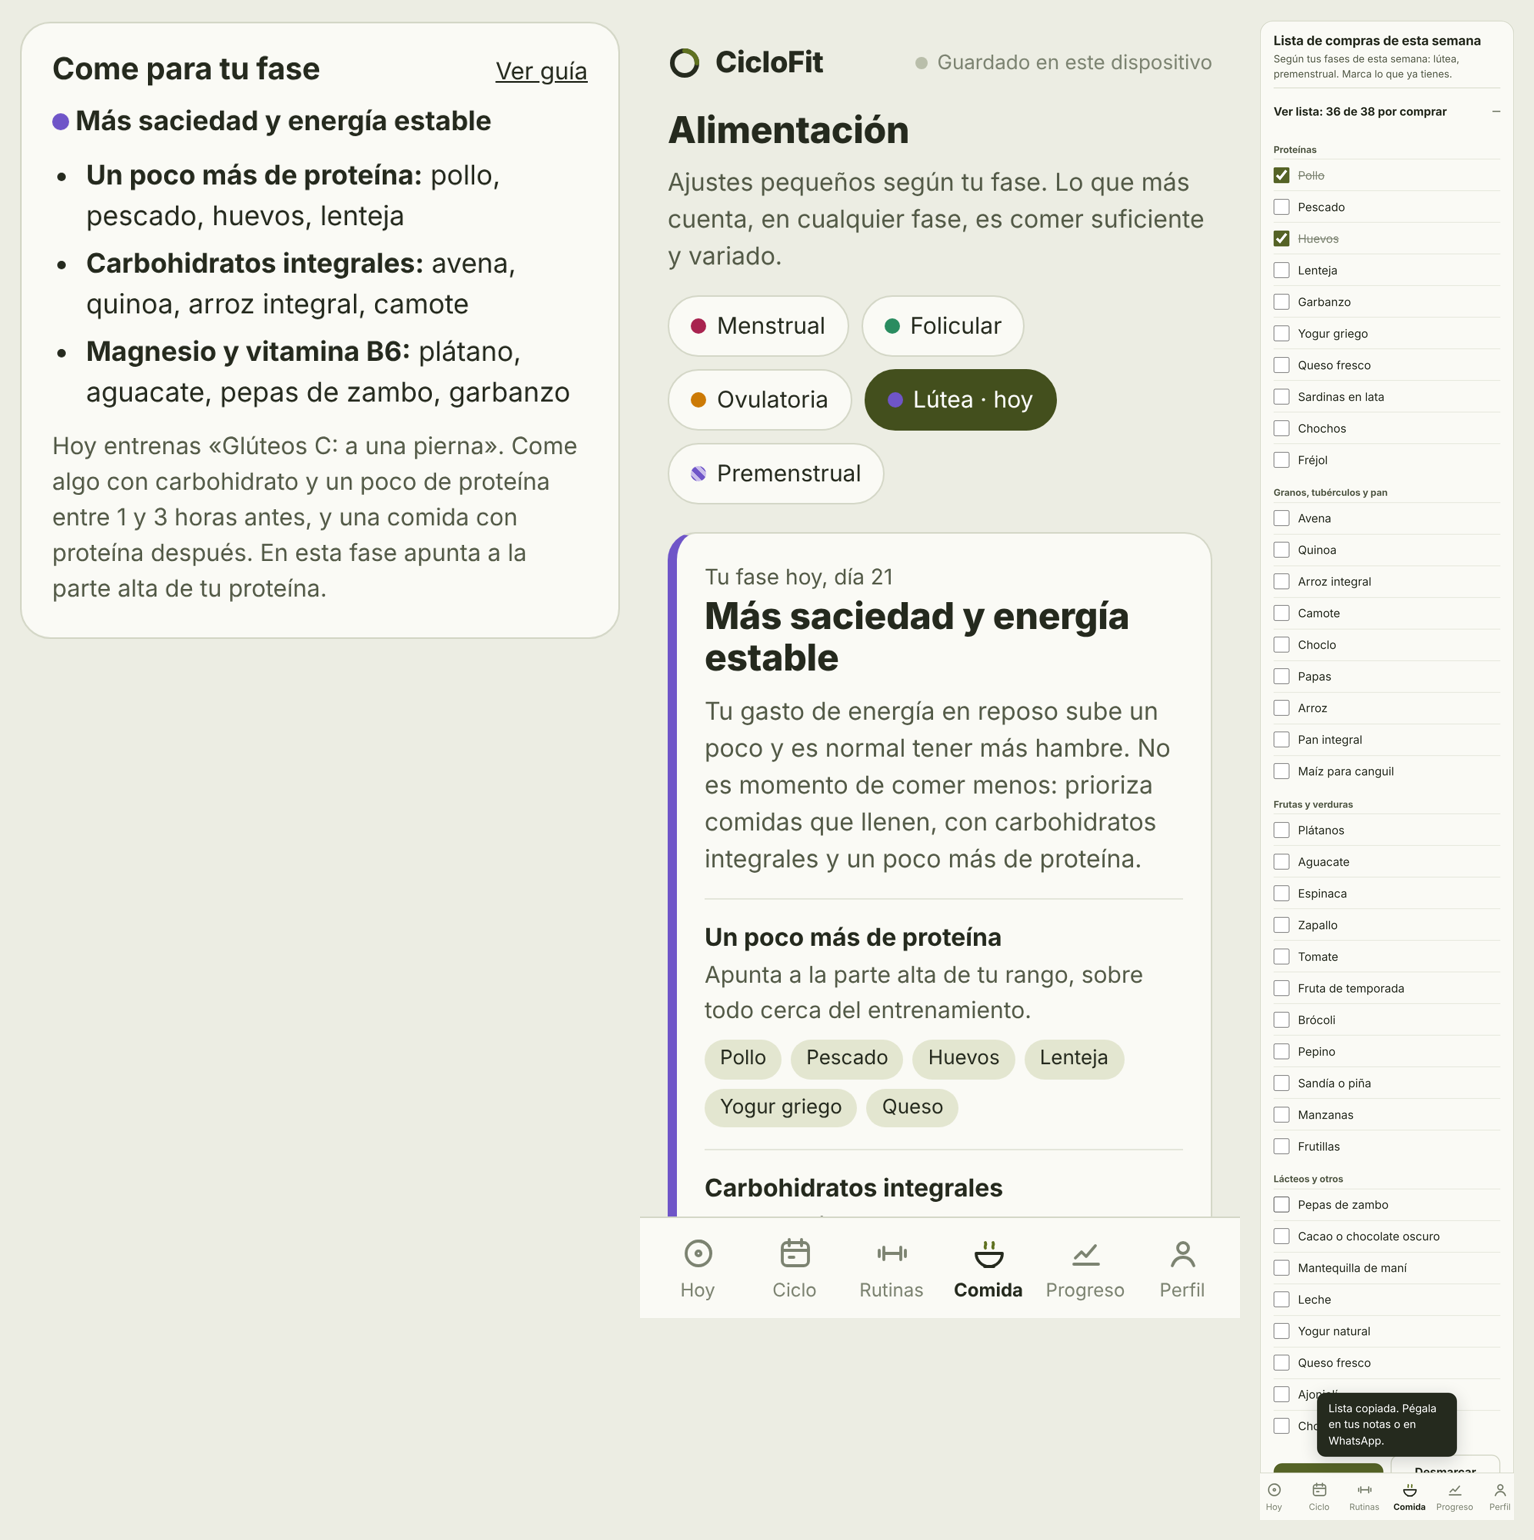 Come para tu fase
Ver guía
Más saciedad y energía estable
• Un poco más de proteína: pollo,
pescado, huevos, lenteja
• Carbohidratos integrales: avena,
quinoa, arroz integral, camote
• Magnesio y vitamina B6: plátano,
aguacate, pepas de zambo, garbanzo
Hoy entrenas «Glúteos C: a una pierna». Come
algo con carbohidrato y un poco de proteína
entre 1 y 3 horas antes, y una comida con
proteína después. En esta fase apunta a la
parte alta de tu proteína.
CicloFit
Guardado en este dispositivo
Alimentación
Ajustes pequeños según tu fase. Lo que más
cuenta, en cualquier fase, es comer suficiente
y variado.
Menstrual
Folicular
Ovulatoria
Lútea · hoy
Premenstrual
Tu fase hoy, día 21
Más saciedad y energía
estable
Tu gasto de energía en reposo sube un
poco y es normal tener más hambre. No
es momento de comer menos: prioriza
comidas que llenen, con carbohidratos
integrales y un poco más de proteína.
Un poco más de proteína
Apunta a la parte alta de tu rango, sobre
todo cerca del entrenamiento.
Pollo
Pescado
Huevos
Lenteja
Yogur griego
Queso
Carbohidratos integrales
Hoy
Ciclo
Rutinas
Comida
Progreso
Perfil
Lista de compras de esta semana
Según tus fases de esta semana: lútea,
premenstrual. Marca lo que ya tienes.
Ver lista: 36 de 38 por comprar
Proteínas
Pollo
Pescado
Huevos
Lenteja
Garbanzo
Yogur griego
Queso fresco
Sardinas en lata
Chochos
Fréjol
Granos, tubérculos y pan
Avena
Quinoa
Arroz integral
Camote
Choclo
Papas
Arroz
Pan integral
Maíz para canguil
Frutas y verduras
Plátanos
Aguacate
Espinaca
Zapallo
Tomate
Fruta de temporada
Brócoli
Pepino
Sandía o piña
Manzanas
Frutillas
Lácteos y otros
Pepas de zambo
Cacao o chocolate oscuro
Mantequilla de maní
Leche
Yogur natural
Queso fresco
Lista copiada. Pégala
en tus notas o en
WhatsApp.
Desmarcar
Hoy
Ciclo
Rutinas
Comida
Progreso
Perfil